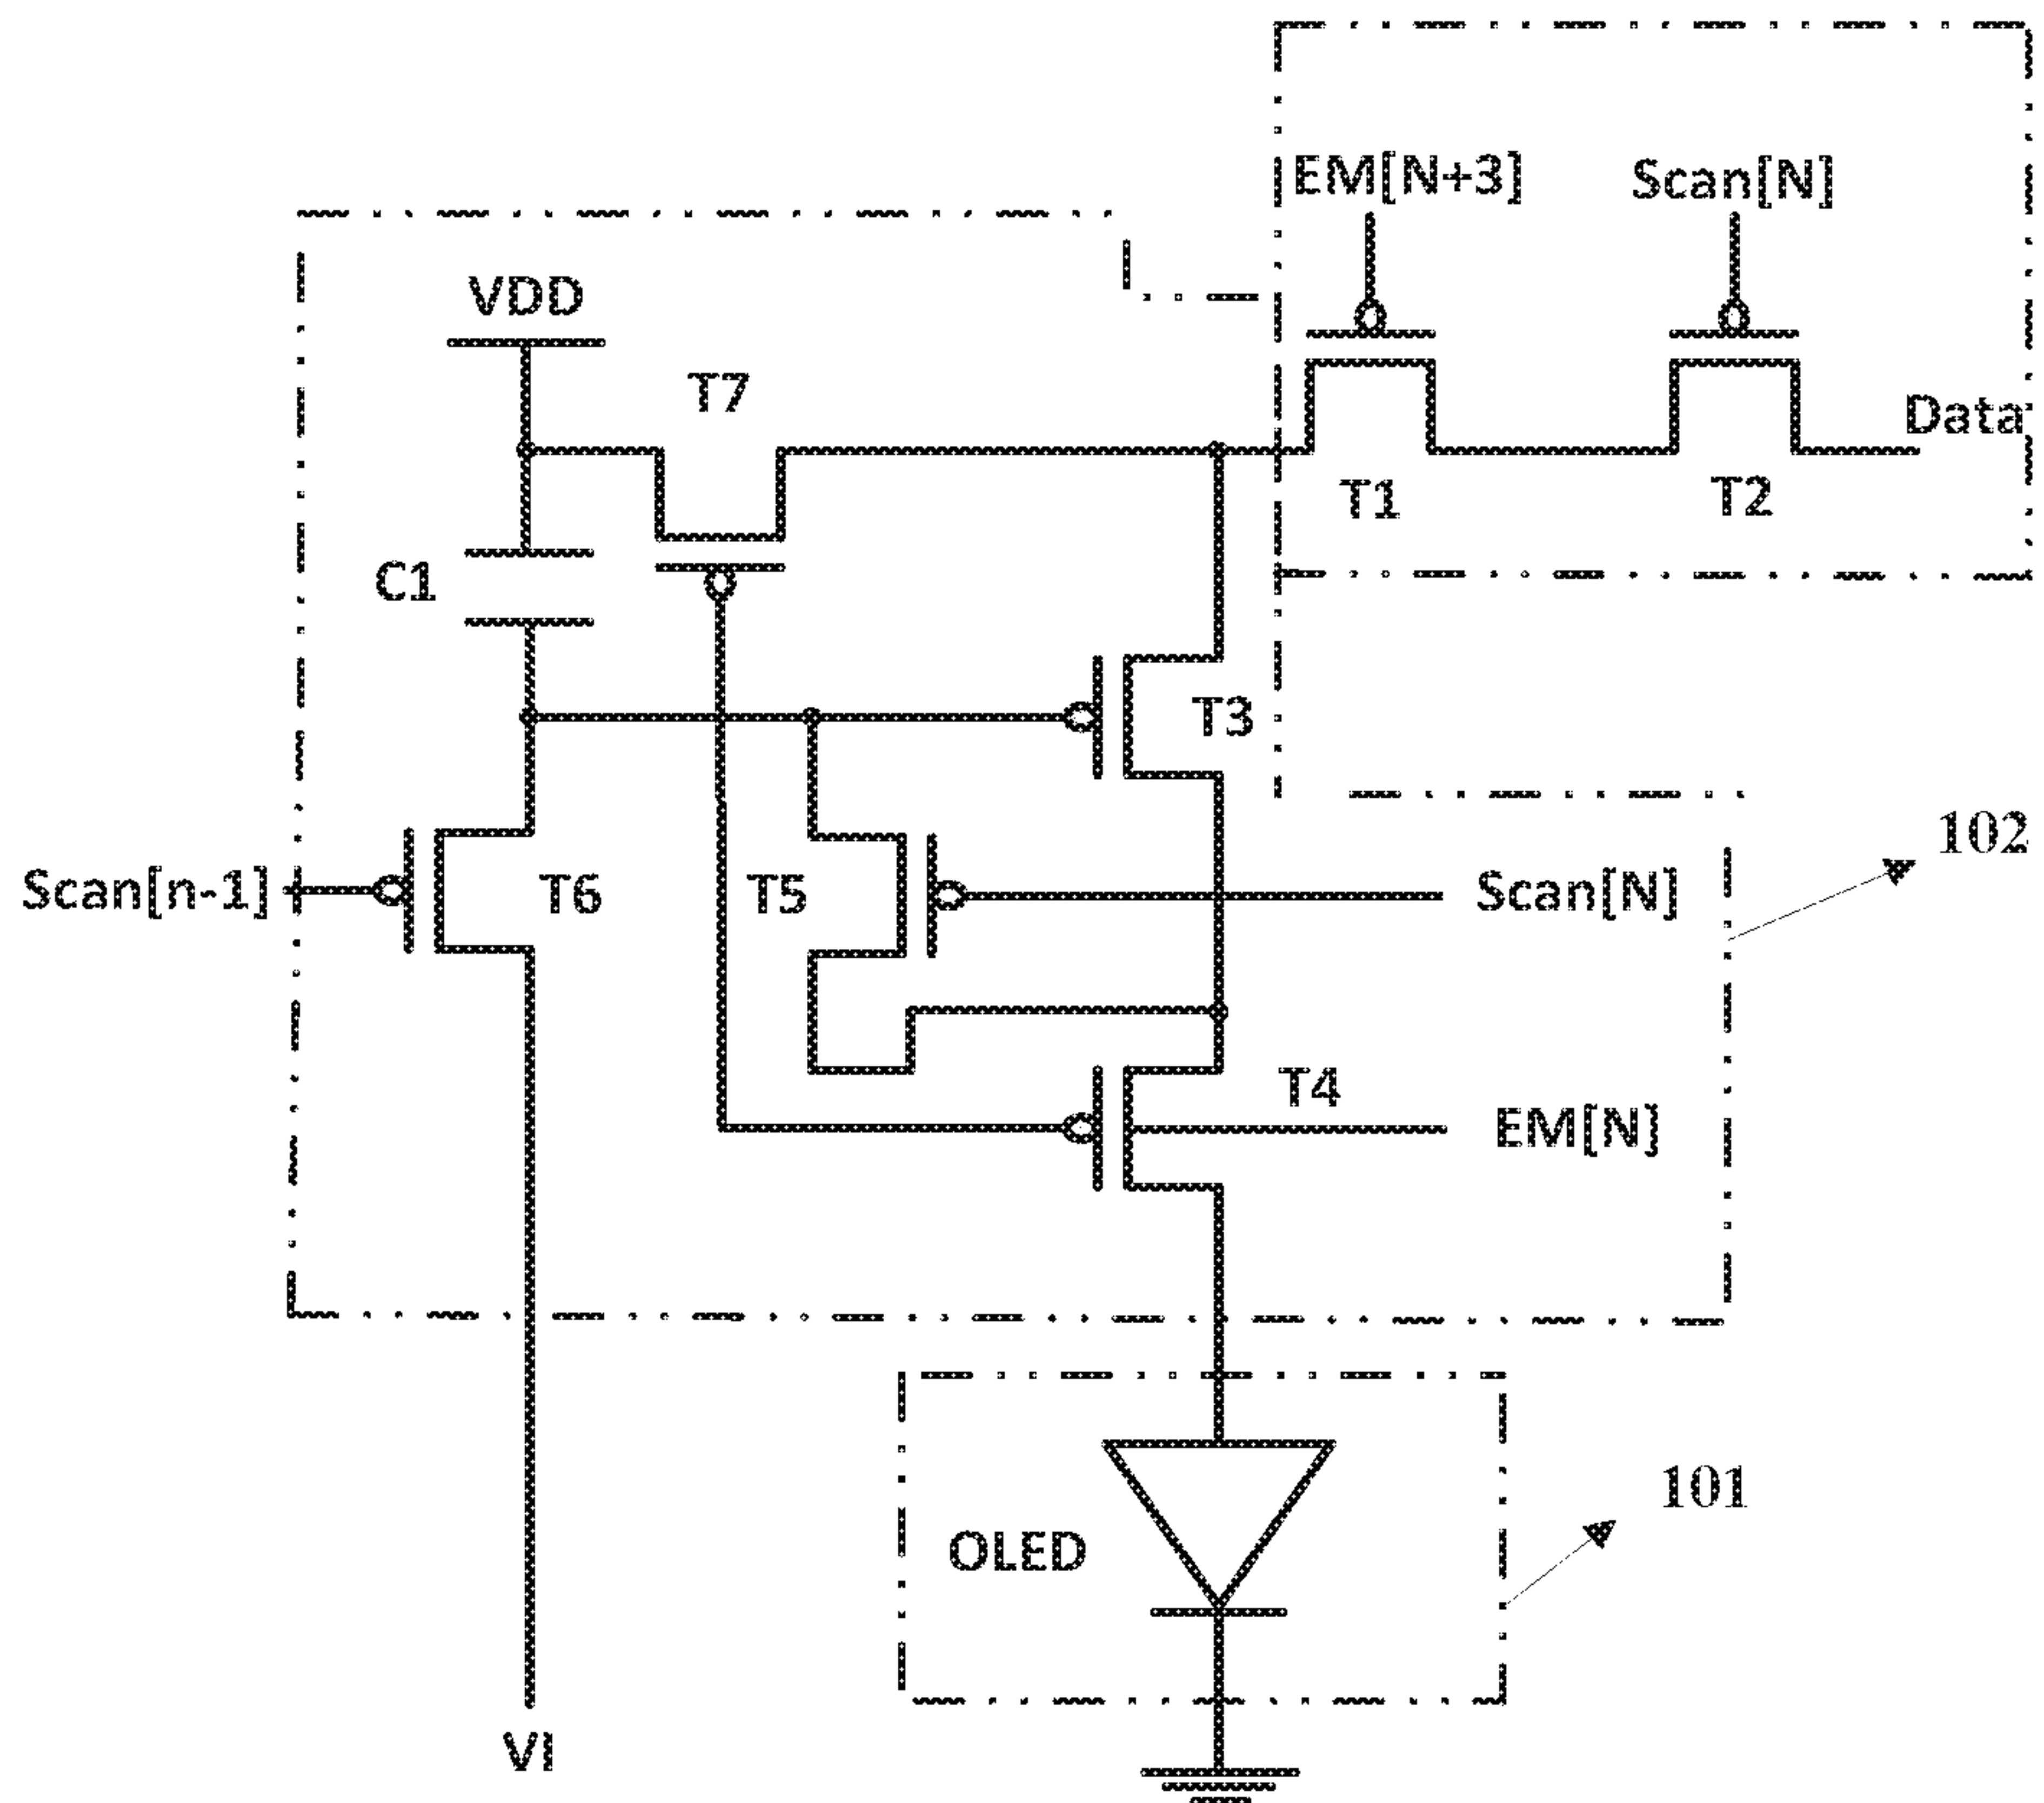 EM[N+3]
Scan[N]
VDD
T7
Data
T1
T2
C1
T3
102
Scan[n-1]
T6
T5
Scan[N]
T4
EM[N]
101
OLED
VI